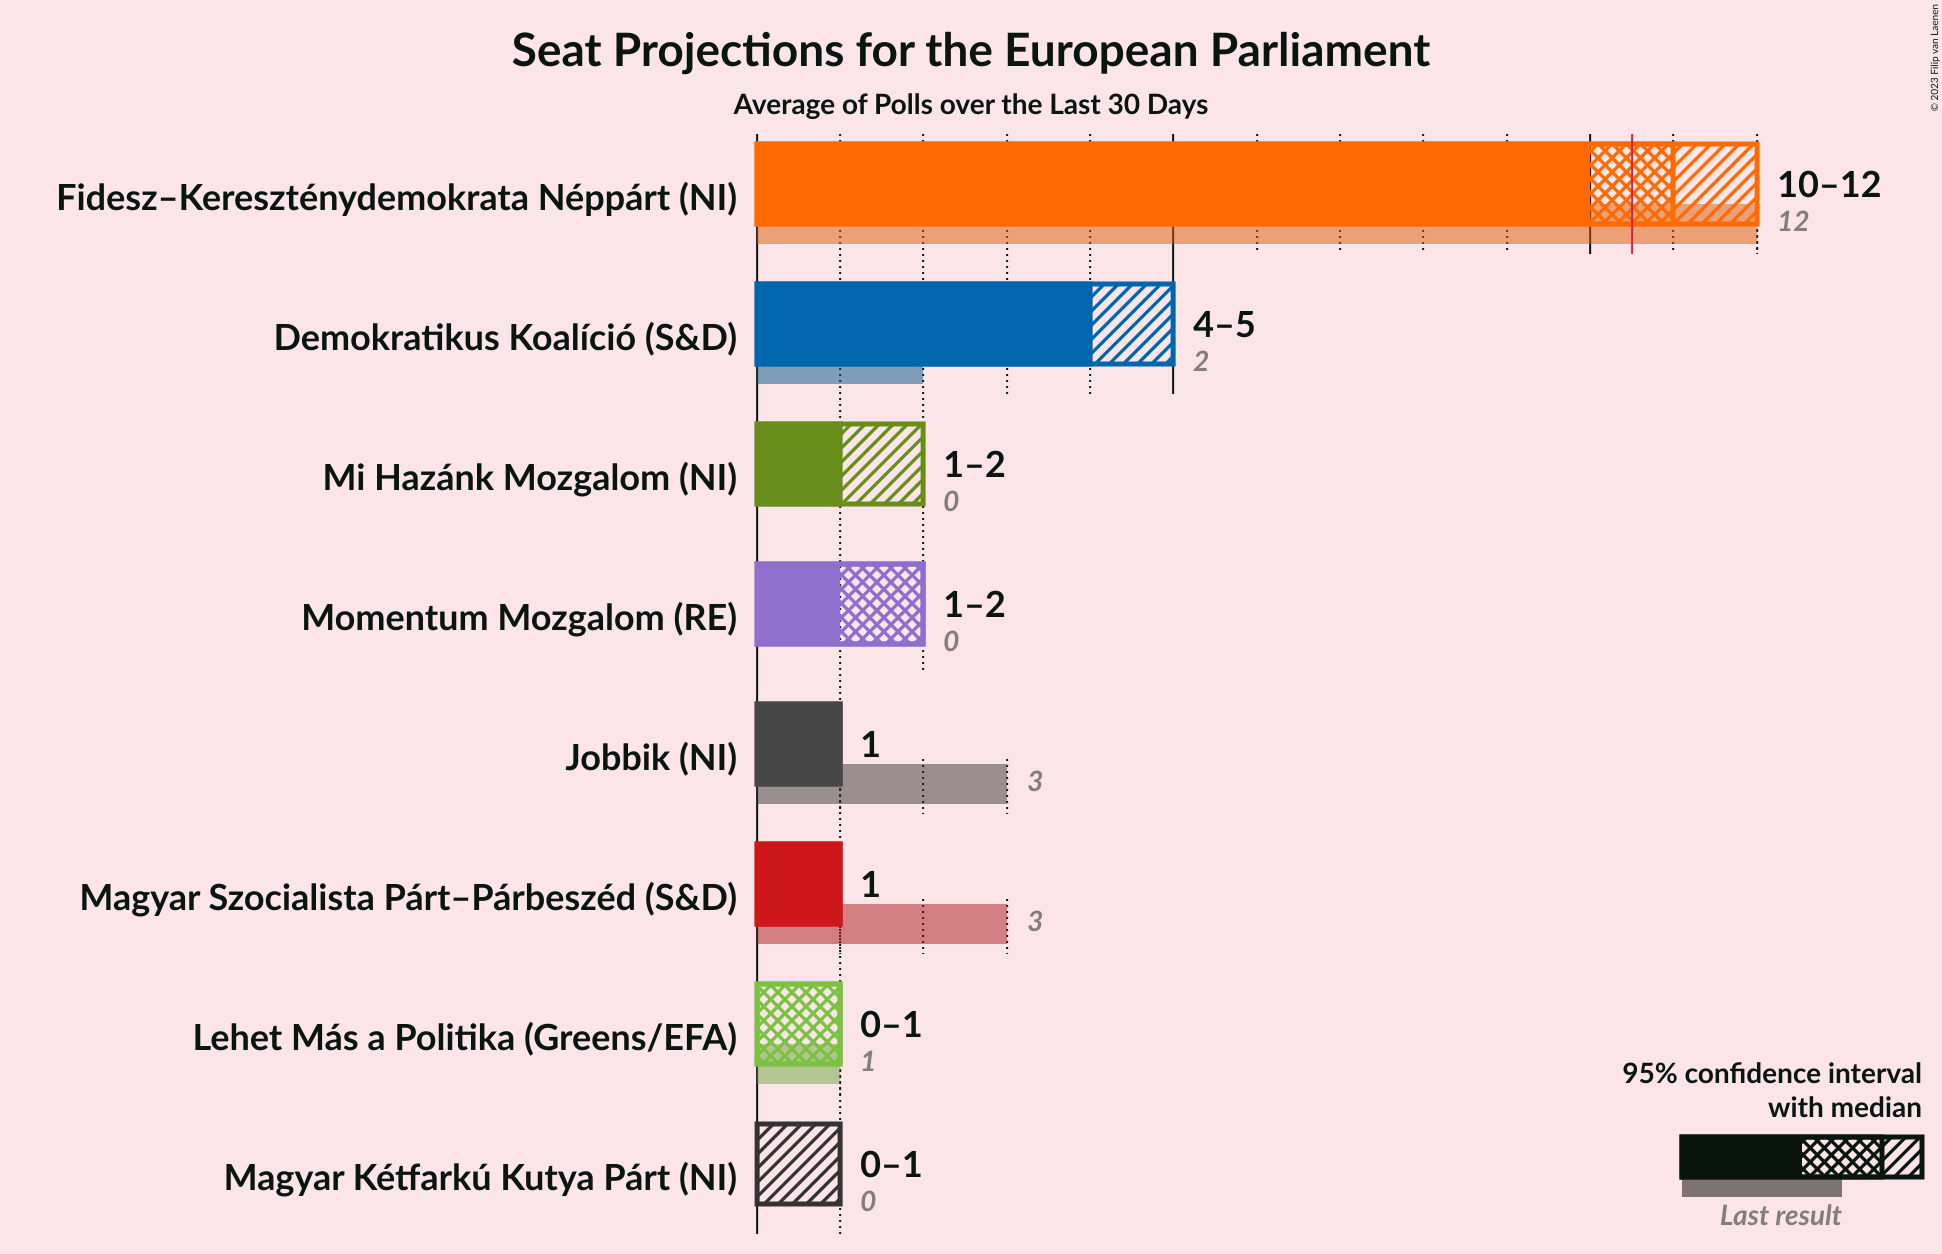 Seat Projections for the European Parliament
Average of Polls over the Last 30 Days
© 2023 Filip van Laenen
Fidesz–Kereszténydemokrata Néppárt (NI)
10–12
12
Demokratikus Koalíció (S&D)
4–5
2
Mi Hazánk Mozgalom (NI)
1–2
0
Momentum Mozgalom (RE)
1–2
0
Jobbik (NI)
1
3
Magyar Szocialista Párt–Párbeszéd (S&D)
1
3
Lehet Más a Politika (Greens/EFA)
0–1
1
Magyar Kétfarkú Kutya Párt (NI)
0–1
0
95% confidence interval
with median
Last result